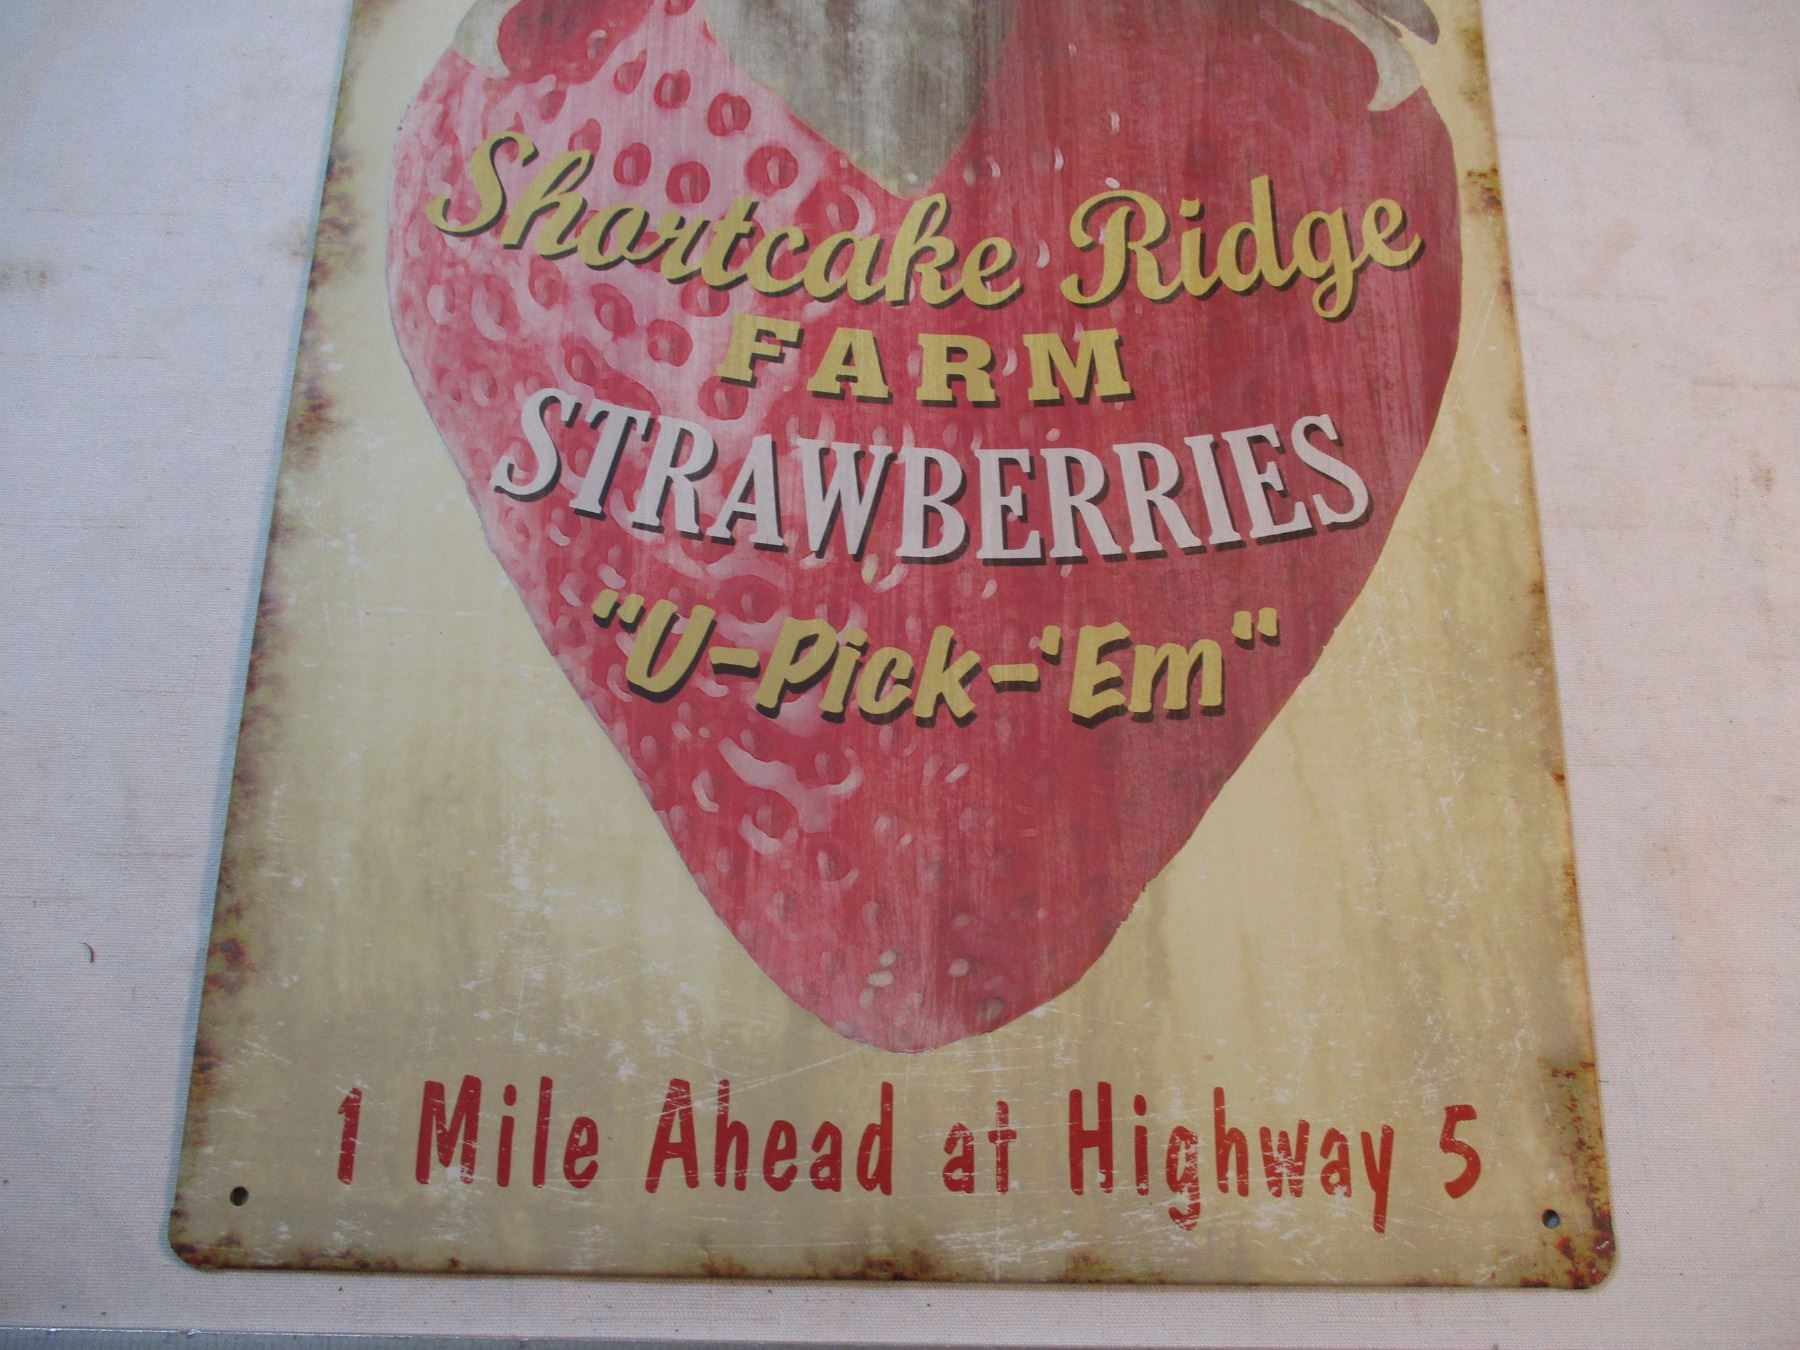 Shortcake Ridge
FARM
STRAWBERRIES
"U-Pick-'Em"
1 Mile Ahead at Highway 5